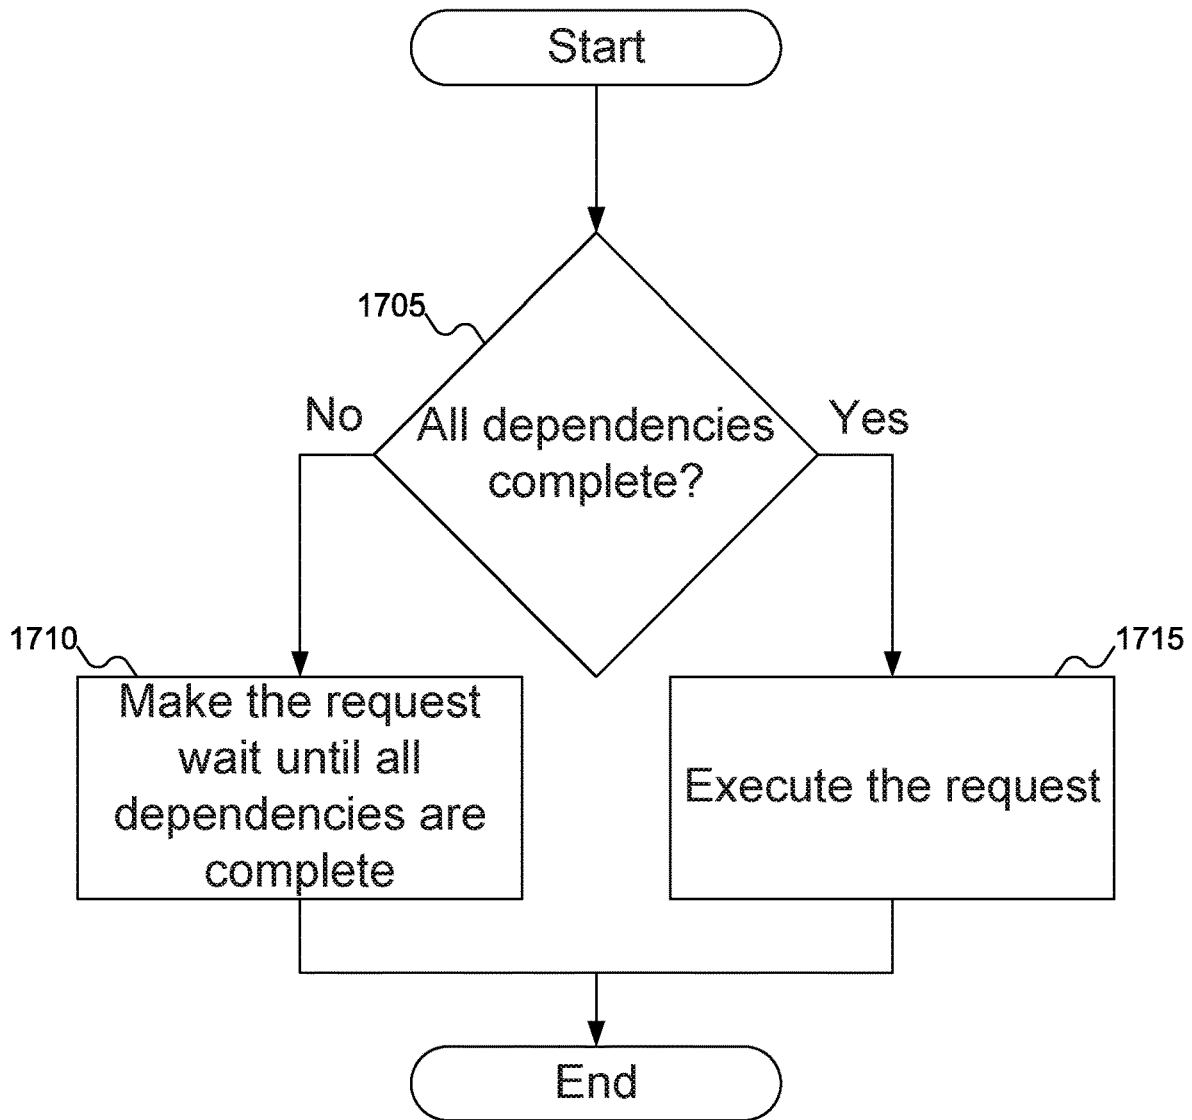 Start
1705
No
All dependencies
complete?
Yes
1710
Make the request
wait until all
dependencies are
complete
1715
Execute the request
End